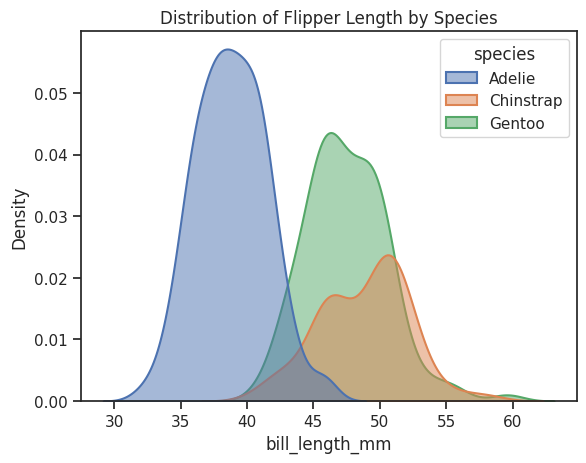 Distribution of Flipper Length by Species
species
Adelie
Chinstrap
Gentoo
Density
0.05
0.04
0.03
0.02
0.01
0.00
30 35 40 45 50 55 60
bill_length_mm